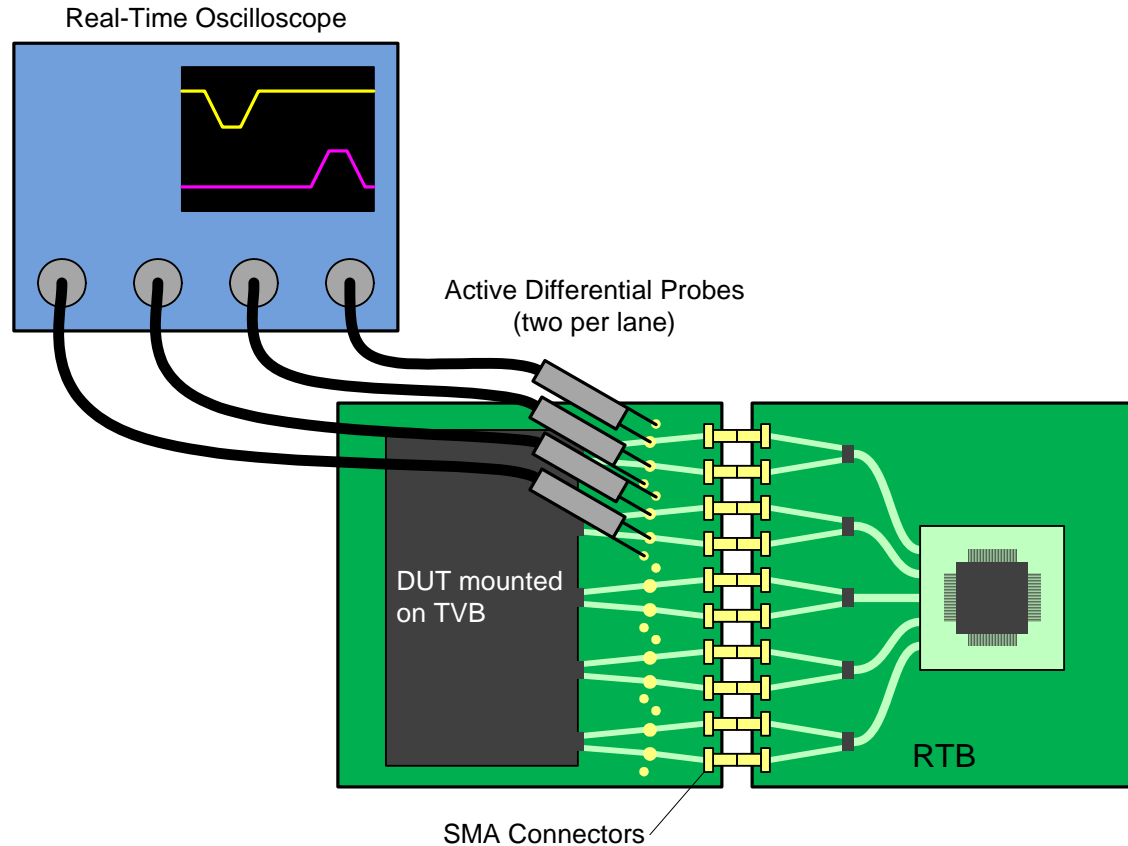 Real-Time Oscilloscope
Active Differential Probes
(two per lane)
DUT mounted
on TVB
RTB
SMA Connectors